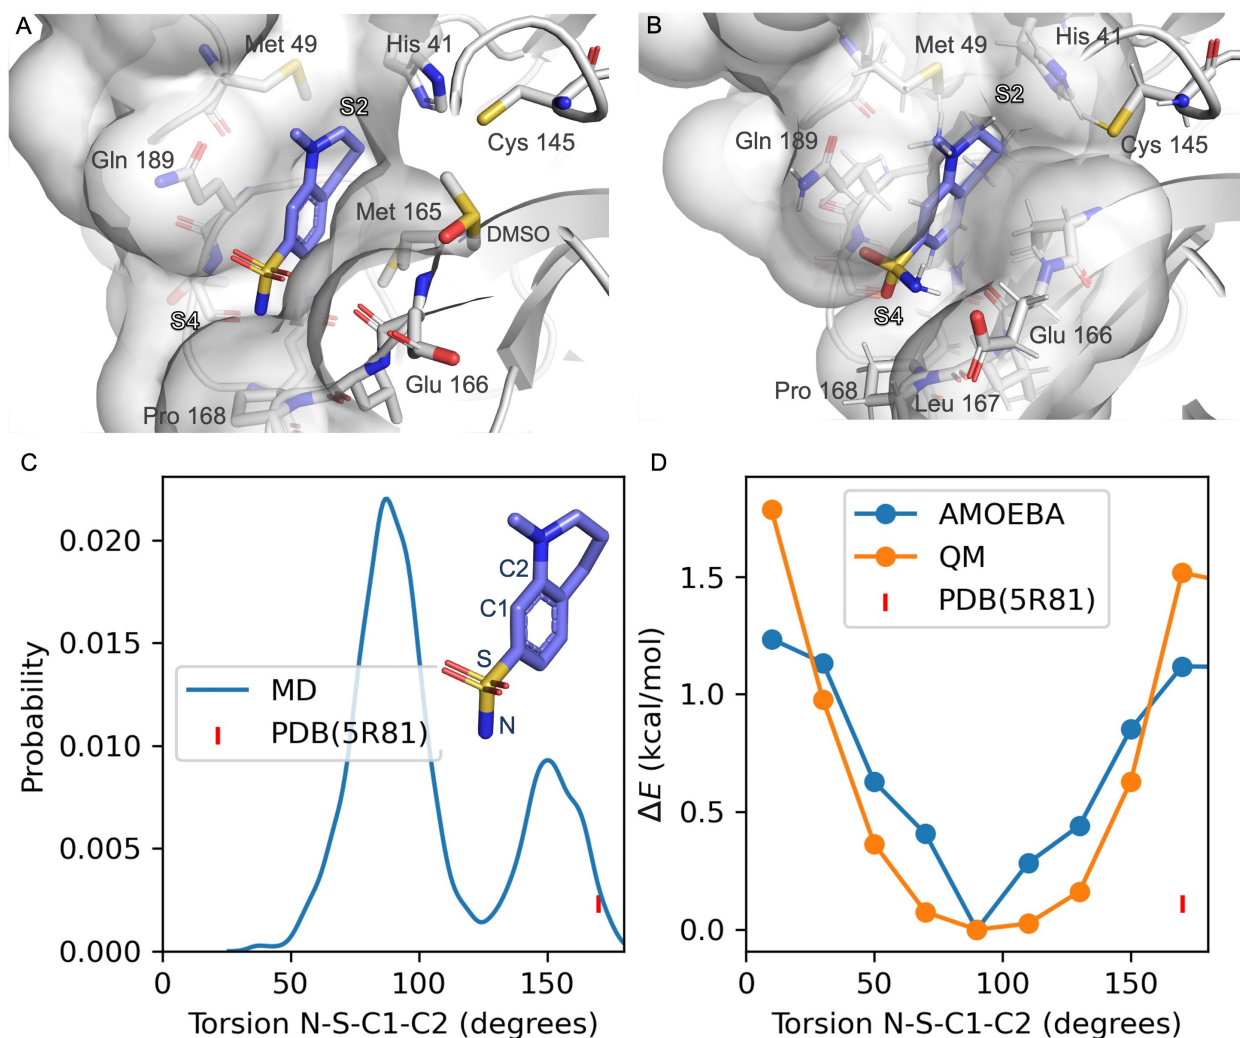 A
Met 49
His 41
S2
Gln 189
Cys 145
Met 165
DMSO
S4
Glu 166
Pro 168
B
Met 49
His 41
S2
Gln 189
Cys 145
S4
Glu 166
Pro 168
Leu 167
C
0.020
0.015
0.010
0.005
0.000
Probability
0
50
100
150
Torsion N-S-C1-C2 (degrees)
MD
PDB(5R81)
C2
C1
S
N
D
1.5
1.0
0.5
0.0
ΔE (kcal/mol)
0
50
100
150
Torsion N-S-C1-C2 (degrees)
AMOEBA
QM
PDB(5R81)